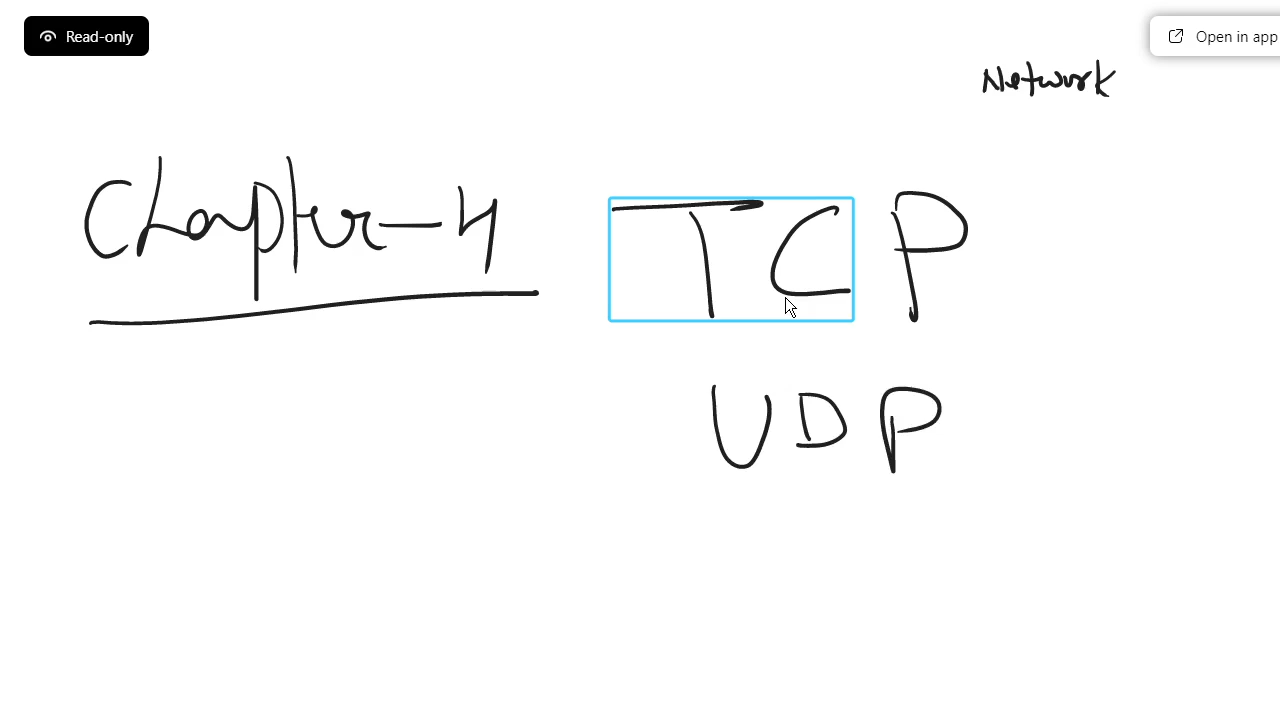 Read-only
Open in app
Network
Chapter-4
TCP
UDP